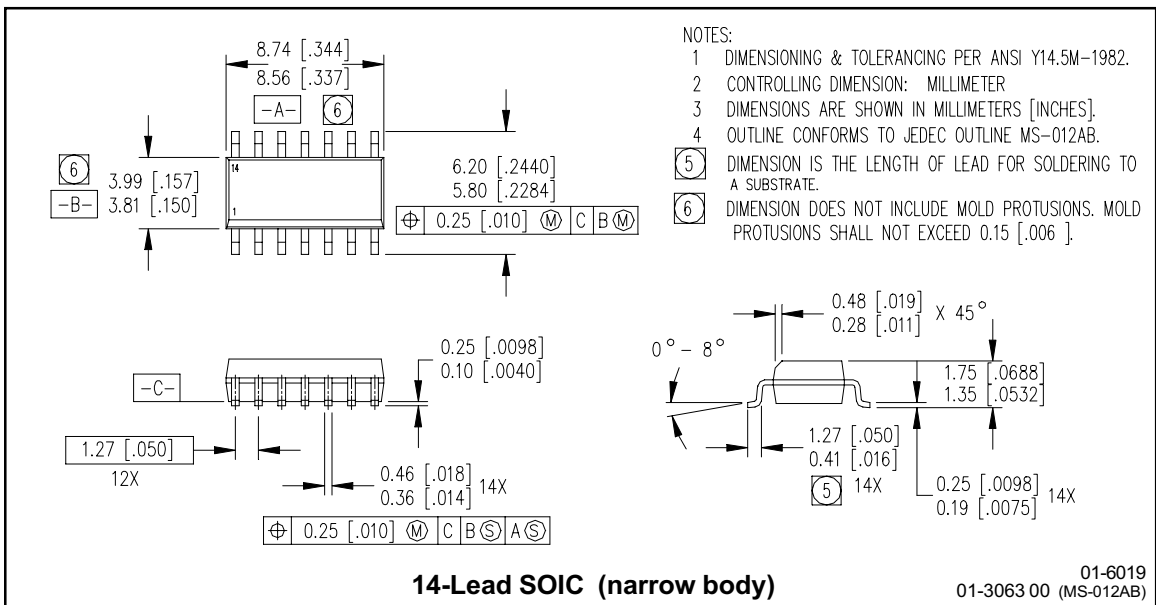 8.74 [.344]
8.56 [.337]
-A- 6
14
1
6
3.99 [.157]
3.81 [.150]
-B-
6.20 [.2440]
5.80 [.2284]
⌖ 0.25 [.010] Ⓜ C B Ⓜ
NOTES:
1 DIMENSIONING & TOLERANCING PER ANSI Y14.5M-1982.
2 CONTROLLING DIMENSION: MILLIMETER
3 DIMENSIONS ARE SHOWN IN MILLIMETERS [INCHES].
4 OUTLINE CONFORMS TO JEDEC OUTLINE MS-012AB.
5 DIMENSION IS THE LENGTH OF LEAD FOR SOLDERING TO
A SUBSTRATE.
6 DIMENSION DOES NOT INCLUDE MOLD PROTUSIONS. MOLD
PROTUSIONS SHALL NOT EXCEED 0.15 [.006 ].
0.25 [.0098]
0.10 [.0040]
-C-
1.27 [.050]
12X
0.46 [.018]
0.36 [.014] 14X
⌖ 0.25 [.010] Ⓜ C B Ⓢ A Ⓢ
0.48 [.019]
0.28 [.011] X 45°
0°- 8°
1.75 [.0688]
1.35 [.0532]
1.27 [.050]
0.41 [.016]
5 14X
0.25 [.0098]
0.19 [.0075] 14X
14-Lead SOIC (narrow body)
01-6019
01-3063 00 (MS-012AB)